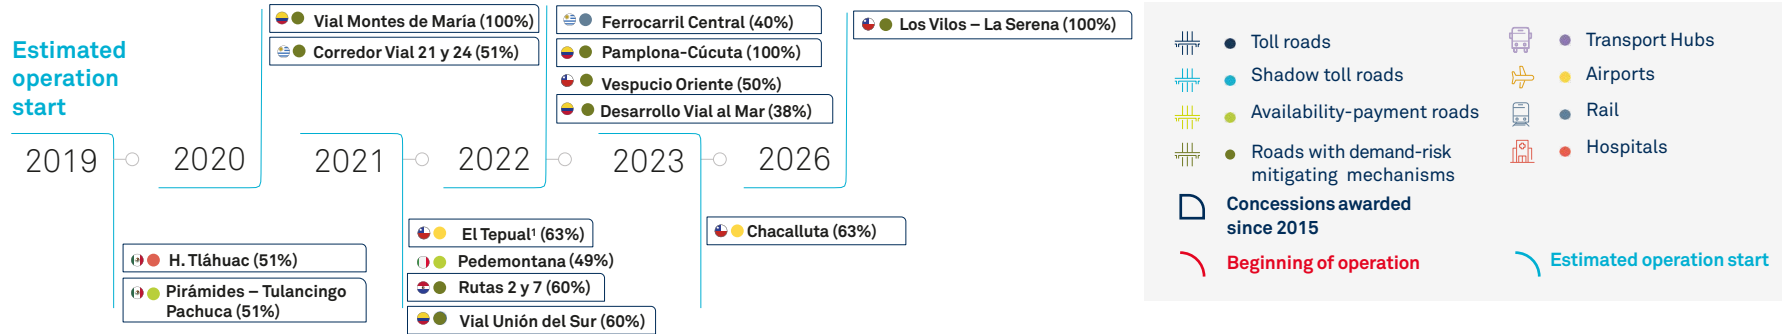 Estimated
operation
start
2019
2020
2021
2022
2023
2026
Vial Montes de María (100%)
Corredor Vial 21 y 24 (51%)
Ferrocarril Central (40%)
Pamplona-Cúcuta (100%)
Vespucio Oriente (50%)
Desarrollo Vial al Mar (38%)
Los Vilos – La Serena (100%)
H. Tláhuac (51%)
Pirámides – Tulancingo
Pachuca (51%)
El Tepual¹ (63%)
Pedemontana (49%)
Rutas 2 y 7 (60%)
Vial Unión del Sur (60%)
Chacalluta (63%)
Toll roads
Shadow toll roads
Availability-payment roads
Roads with demand-risk
mitigating mechanisms
Transport Hubs
Airports
Rail
Hospitals
Concessions awarded
since 2015
Beginning of operation
Estimated operation start